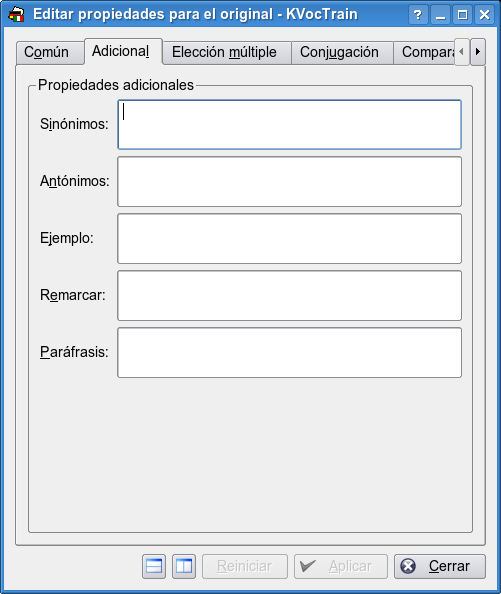 Editar propiedades para el original - KVocTrain
Común Adicional Elección múltiple Conjugación Compara
Propiedades adicionales
Sinónimos:
Antónimos:
Ejemplo:
Remarcar:
Paráfrasis:
Reiniciar Aplicar Cerrar